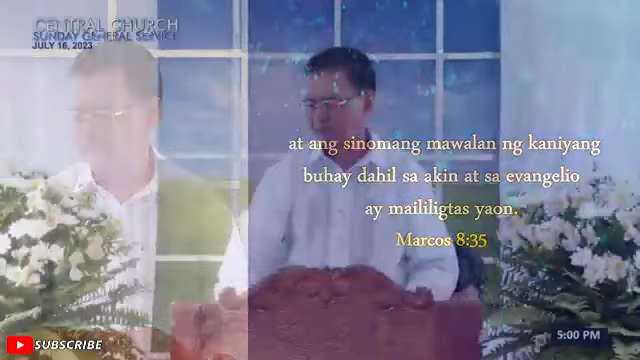 CENTRAL CHURCH
SUNDAY GENERAL SERVICE
JULY 16, 2023
at ang sinomang mawalan ng kaniyang
buhay dahil sa akin at sa evangelio
ay maililigtas yaon.
Marcos 8:35
SUBSCRIBE
5:00 PM